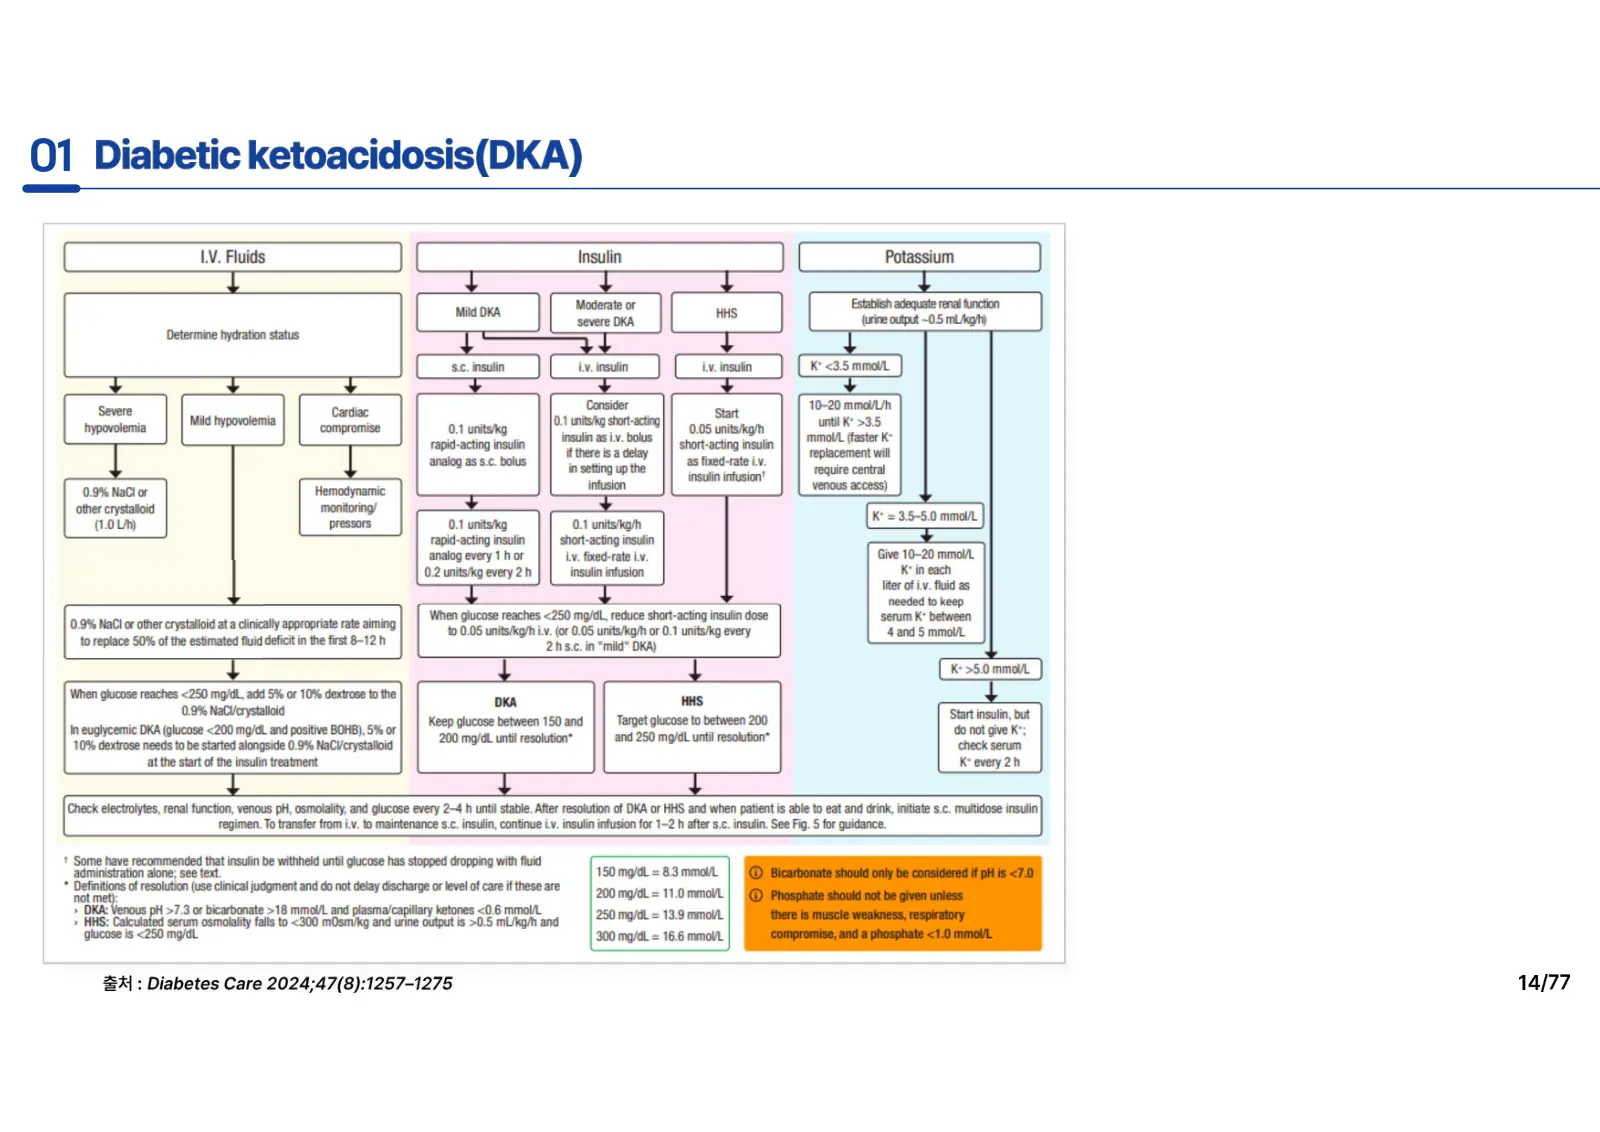 01 Diabetic ketoacidosis(DKA)
I.V. Fluids
Determine hydration status
Severe
hypovolemia
Mild hypovolemia
Cardiac
compromise
0.9% NaCl or
other crystalloid
(1.0 L/h)
Hemodynamic
monitoring/
pressors
0.9% NaCl or other crystalloid at a clinically appropriate rate aiming
to replace 50% of the estimated fluid deficit in the first 8–12 h
When glucose reaches <250 mg/dL, add 5% or 10% dextrose to the
0.9% NaCl/crystalloid
In euglycemic DKA (glucose <200 mg/dL and positive BOHB), 5% or
10% dextrose needs to be started alongside 0.9% NaCl/crystalloid
at the start of the insulin treatment
Insulin
Mild DKA
Moderate or
severe DKA
HHS
s.c. insulin
i.v. insulin
i.v. insulin
0.1 units/kg
rapid-acting insulin
analog as s.c. bolus
Consider
0.1 units/kg short-acting
insulin as i.v. bolus
if there is a delay
in setting up the
infusion
Start
0.05 units/kg/h
short-acting insulin
as fixed-rate i.v.
insulin infusion†
0.1 units/kg
rapid-acting insulin
analog every 1 h or
0.2 units/kg every 2 h
0.1 units/kg/h
short-acting insulin
i.v. fixed-rate i.v.
insulin infusion
When glucose reaches <250 mg/dL, reduce short-acting insulin dose
to 0.05 units/kg/h i.v. (or 0.05 units/kg/h or 0.1 units/kg every
2 h s.c. in "mild" DKA)
DKA
Keep glucose between 150 and
200 mg/dL until resolution*
HHS
Target glucose to between 200
and 250 mg/dL until resolution*
Potassium
Establish adequate renal function
(urine output ~0.5 mL/kg/h)
K⁺ <3.5 mmol/L
10–20 mmol/L/h
until K⁺ >3.5
mmol/L (faster K⁺
replacement will
require central
venous access)
K⁺ = 3.5–5.0 mmol/L
Give 10–20 mmol/L
K⁺ in each
liter of i.v. fluid as
needed to keep
serum K⁺ between
4 and 5 mmol/L
K⁺ >5.0 mmol/L
Start insulin, but
do not give K⁺;
check serum
K⁺ every 2 h
Check electrolytes, renal function, venous pH, osmolality, and glucose every 2–4 h until stable. After resolution of DKA or HHS and when patient is able to eat and drink, initiate s.c. multidose insulin
regimen. To transfer from i.v. to maintenance s.c. insulin, continue i.v. insulin infusion for 1–2 h after s.c. insulin. See Fig. 5 for guidance.
† Some have recommended that insulin be withheld until glucose has stopped dropping with fluid
administration alone; see text.
* Definitions of resolution (use clinical judgment and do not delay discharge or level of care if these are
not met):
› DKA: Venous pH >7.3 or bicarbonate >18 mmol/L and plasma/capillary ketones <0.6 mmol/L
› HHS: Calculated serum osmolality falls to <300 mOsm/kg and urine output is >0.5 mL/kg/h and
glucose is <250 mg/dL
150 mg/dL = 8.3 mmol/L
200 mg/dL = 11.0 mmol/L
250 mg/dL = 13.9 mmol/L
300 mg/dL = 16.6 mmol/L
Bicarbonate should only be considered if pH is <7.0
Phosphate should not be given unless
there is muscle weakness, respiratory
compromise, and a phosphate <1.0 mmol/L
출처 : Diabetes Care 2024;47(8):1257–1275
14/77